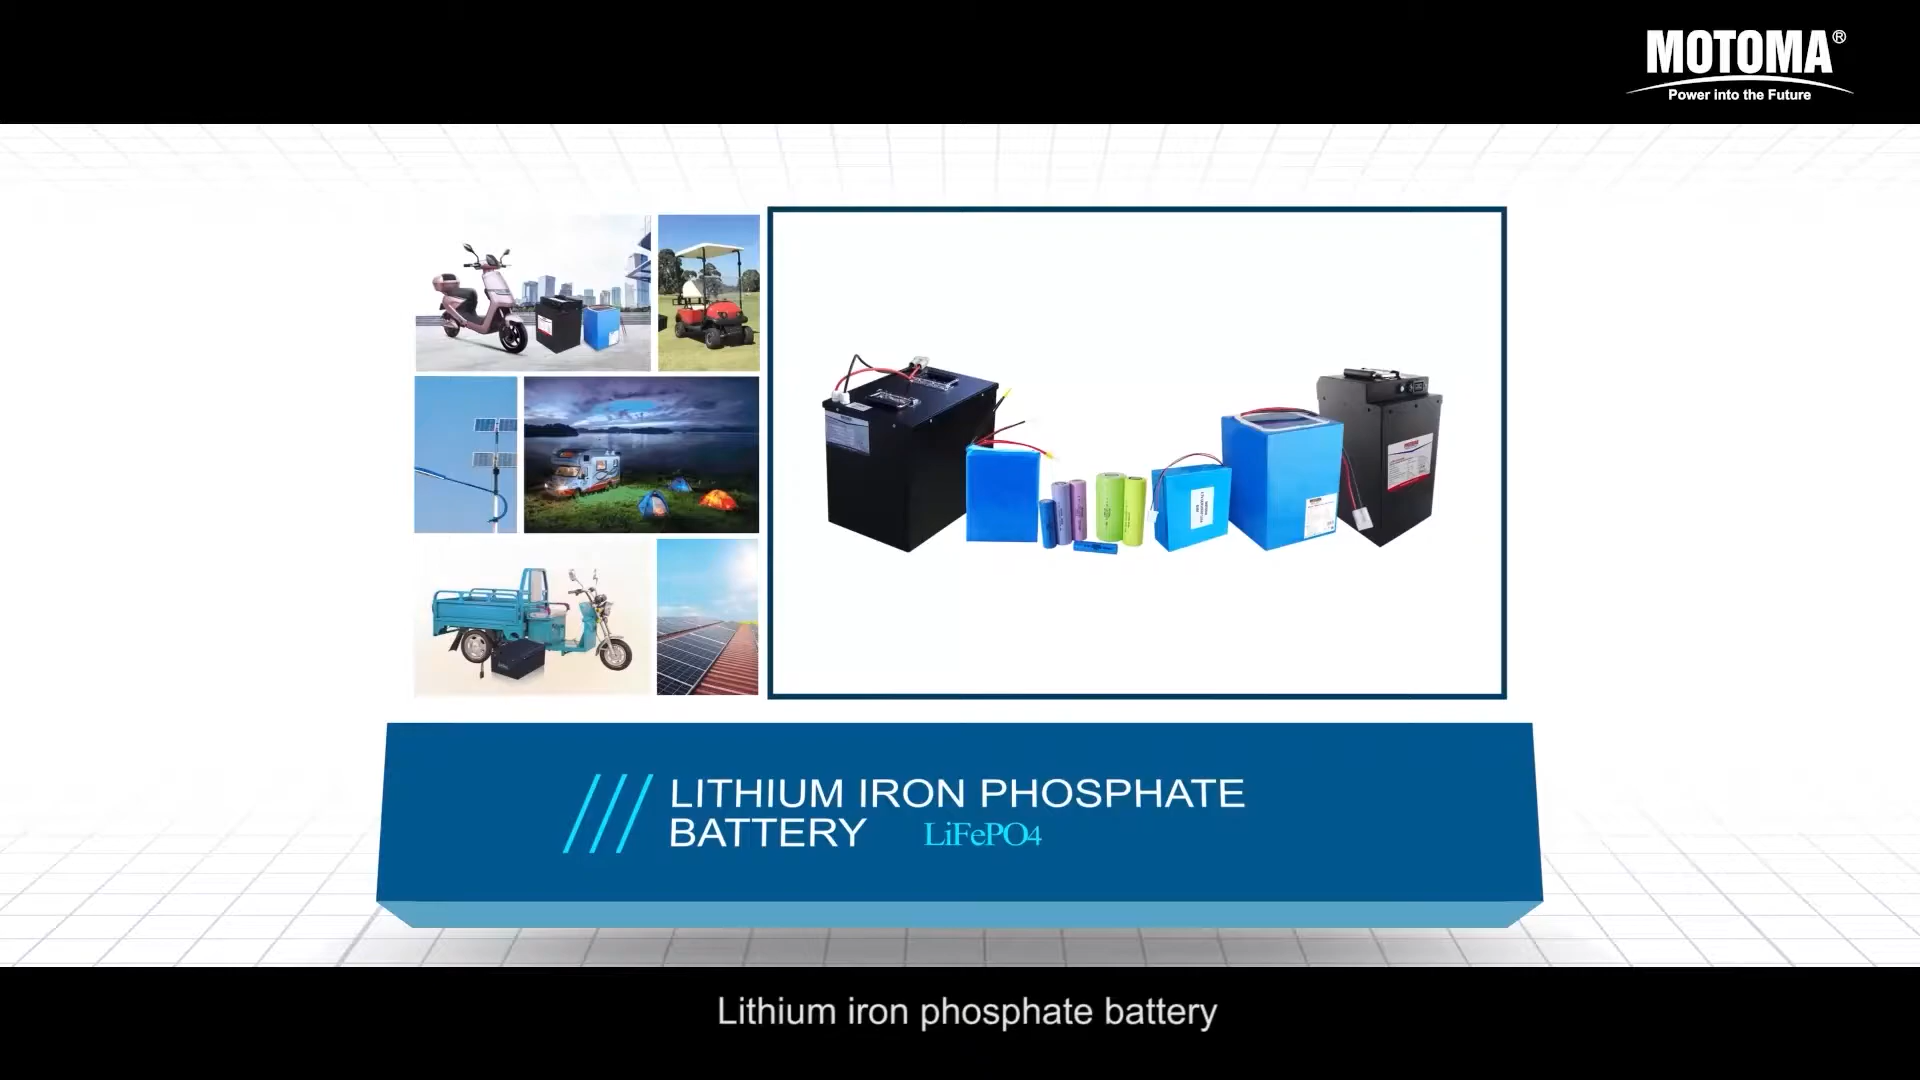 MOTOMA®
Power into the Future
LITHIUM IRON PHOSPHATE
BATTERY LiFePO4
Lithium iron phosphate battery